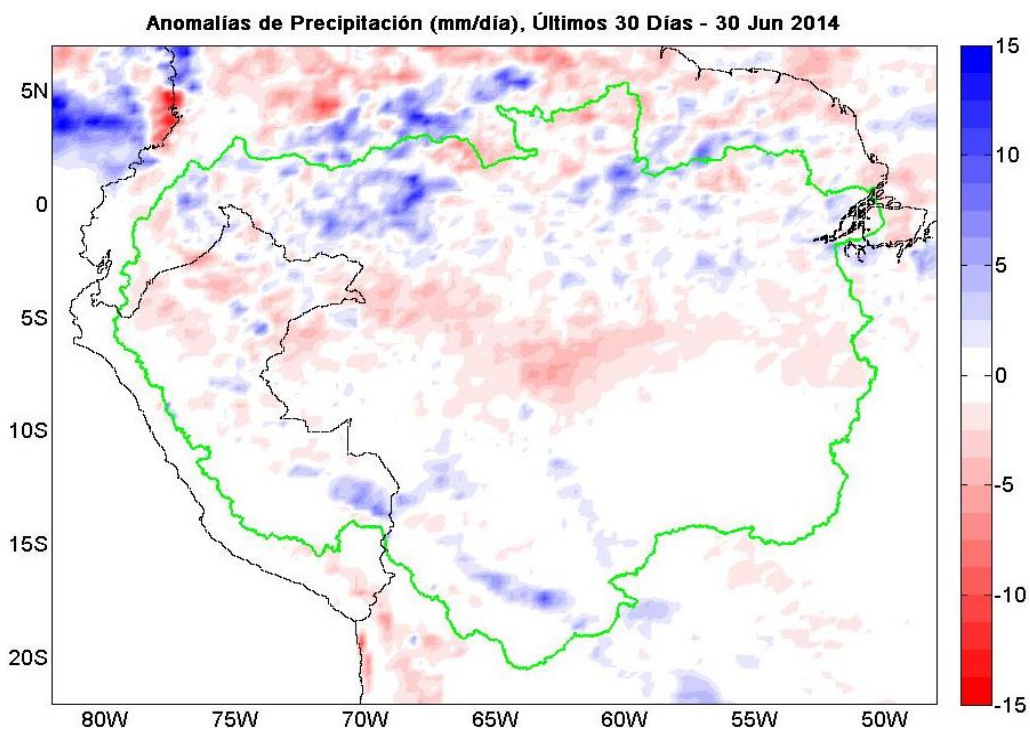 Anomalías de Precipitación (mm/día), Últimos 30 Días - 30 Jun 2014
5N
0
5S
10S
15S
20S
80W 75W 70W 65W 60W 55W 50W
15
10
5
0
-5
-10
-15